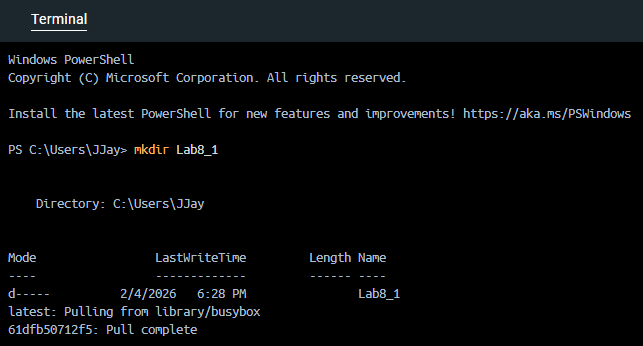 Terminal
Windows PowerShell
Copyright (C) Microsoft Corporation. All rights reserved.
Install the latest PowerShell for new features and improvements! https://aka.ms/PSWindows
PS C:\Users\JJay> mkdir Lab8_1
Directory: C:\Users\JJay
Mode                 LastWriteTime         Length Name
----                 -------------         ------ ----
d-----          2/4/2026   6:28 PM                Lab8_1
latest: Pulling from library/busybox
61dfb50712f5: Pull complete